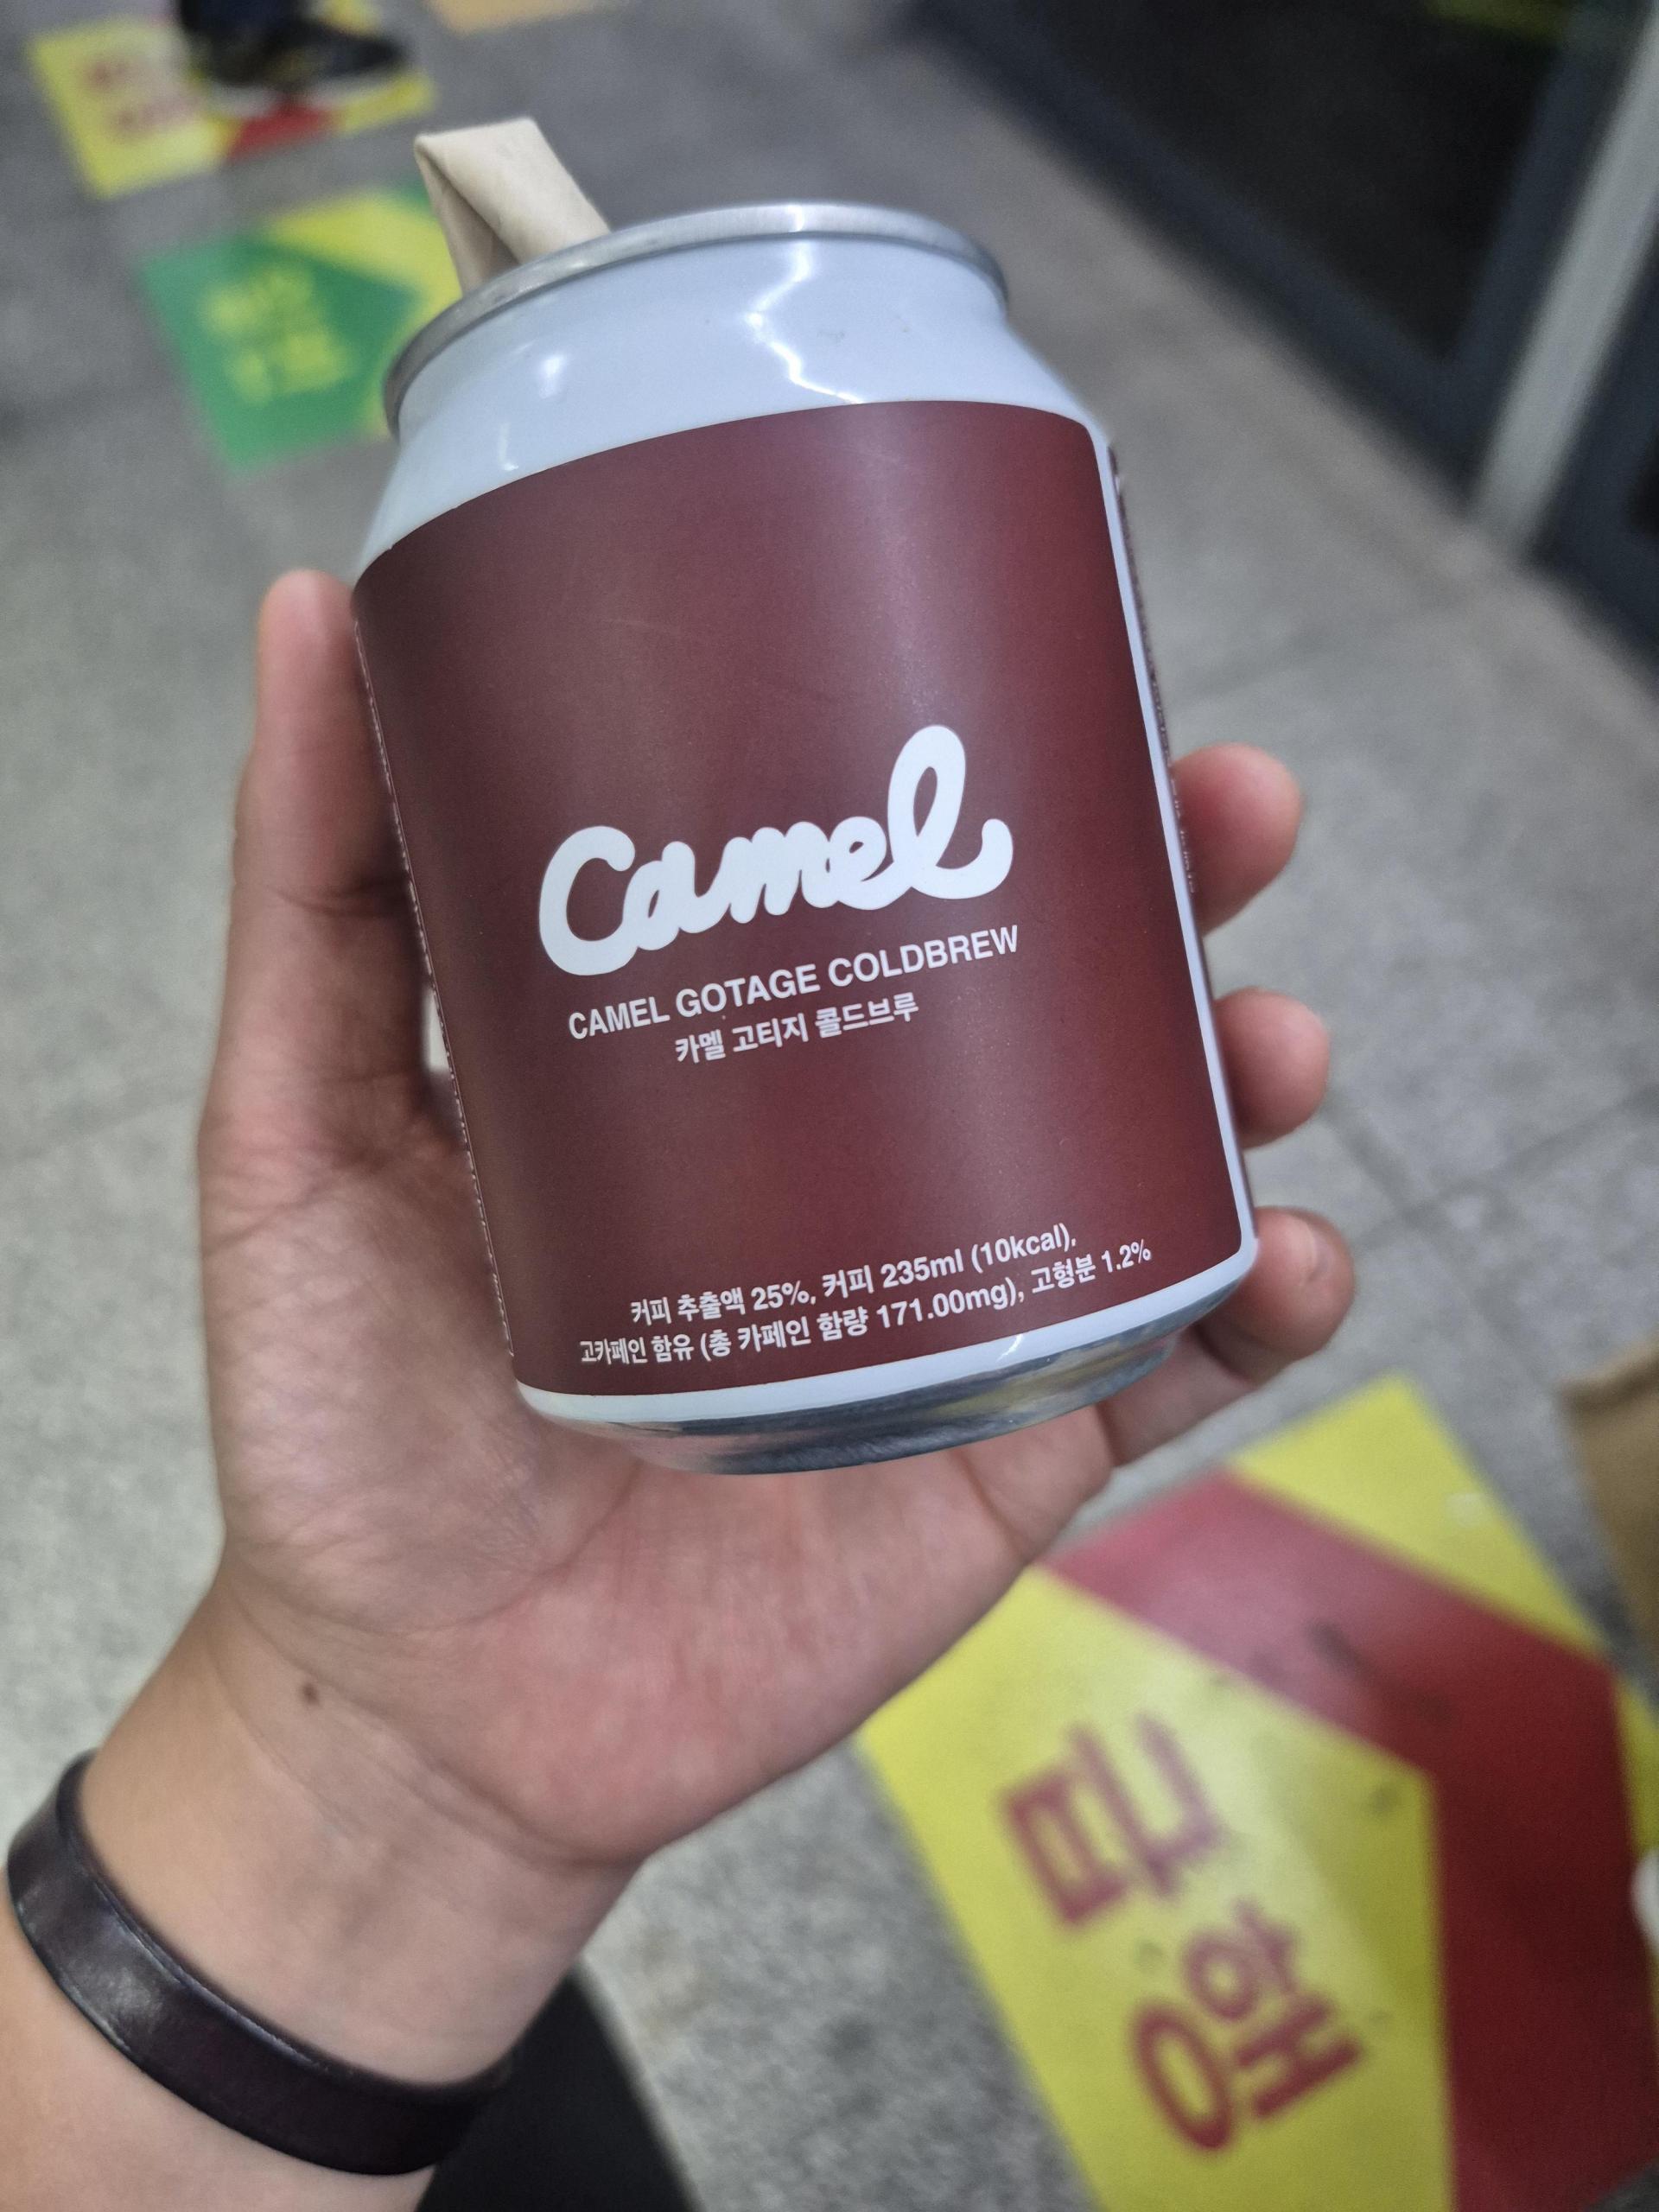 Camel
CAMEL GOTAGE COLDBREW
카멜 고티지 콜드브루
커피 추출액 25%, 커피 235ml (10kcal),
고카페인 함유 (총 카페인 함량 171.00mg), 고형분 1.2%
급행